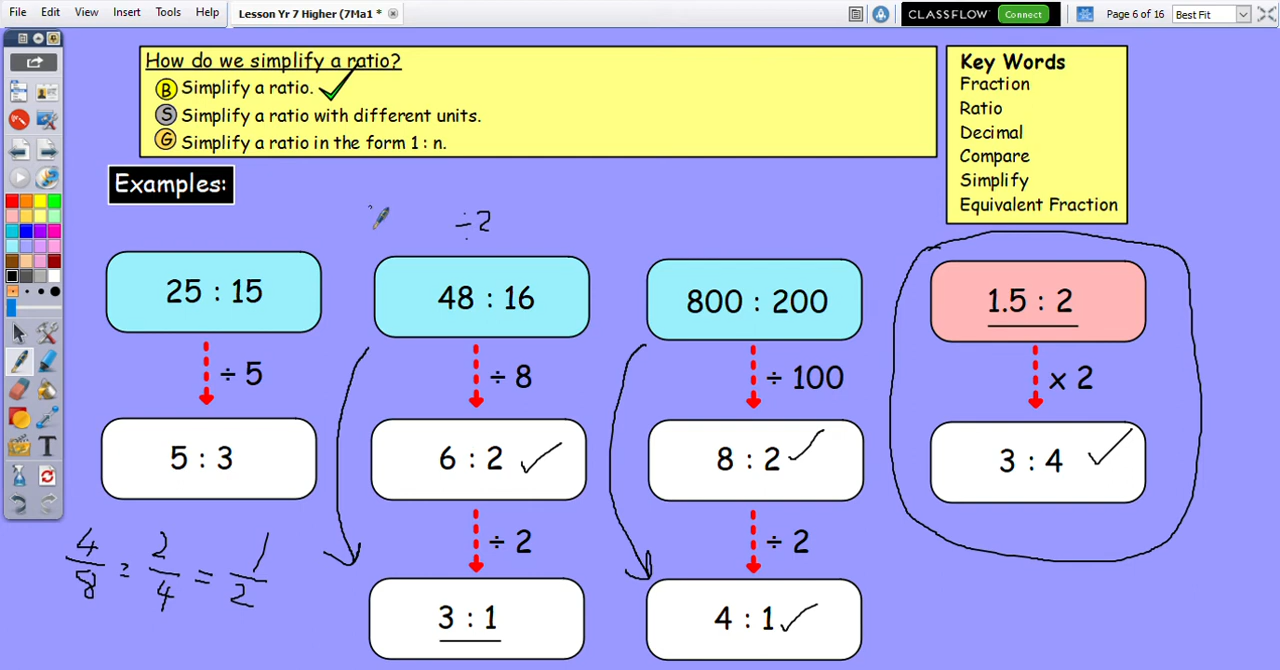 File Edit View Insert Tools Help
Lesson Yr 7 Higher (7Ma1 *
CLASSFLOW Connect
Page 6 of 16 Best Fit
How do we simplify a ratio?
B Simplify a ratio.
S Simplify a ratio with different units.
G Simplify a ratio in the form 1 : n.
Key Words
Fraction
Ratio
Decimal
Compare
Simplify
Equivalent Fraction
Examples:
÷2
25 : 15
÷ 5
5 : 3
48 : 16
÷ 8
6 : 2
÷ 2
3 : 1
800 : 200
÷ 100
8 : 2
÷ 2
4 : 1
1.5 : 2
x 2
3 : 4
4/8 = 2/4 = 1/2
T